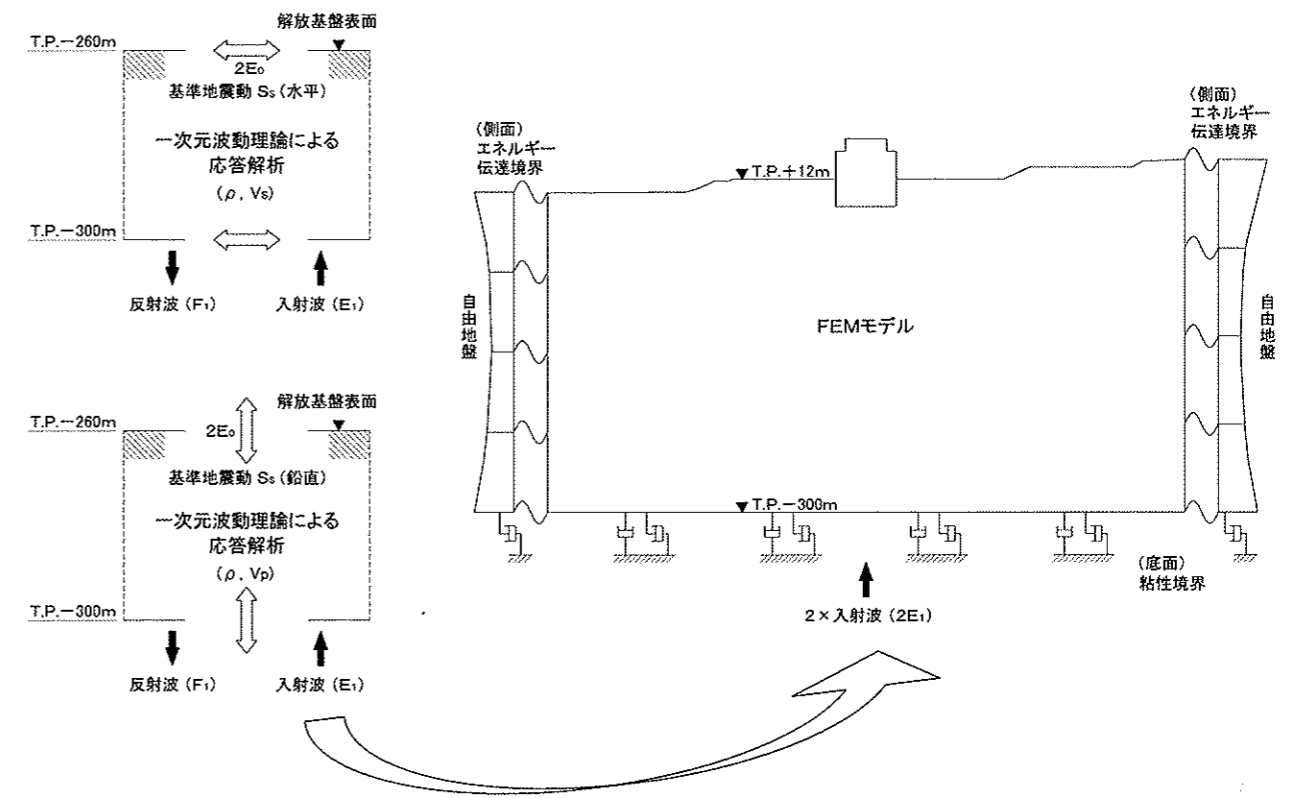 解放基盤表面
T.P.-260m
2E₀
基準地震動 Ss(水平)
一次元波動理論による
応答解析
(ρ, Vs)
T.P.-300m
反射波(F₁)
入射波(E₁)
解放基盤表面
T.P.-260m
2E₀
基準地震動 Ss(鉛直)
一次元波動理論による
応答解析
(ρ, Vp)
T.P.-300m
反射波(F₁)
入射波(E₁)
(側面)
エネルギー
伝達境界
(側面)
エネルギー
伝達境界
T.P.+12m
自由地盤
FEMモデル
自由地盤
T.P.-300m
(底面)
粘性境界
2×入射波(2E₁)